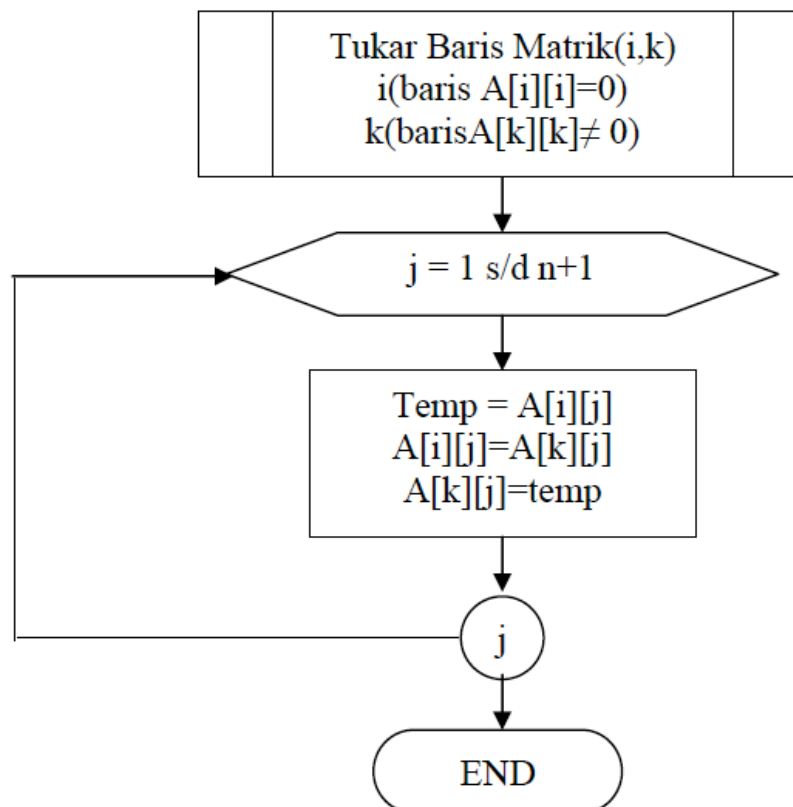 Tukar Baris Matrik(i,k)
i(baris A[i][i]=0)
k(barisA[k][k]≠ 0)
j = 1 s/d n+1
Temp = A[i][j]
A[i][j]=A[k][j]
A[k][j]=temp
j
END